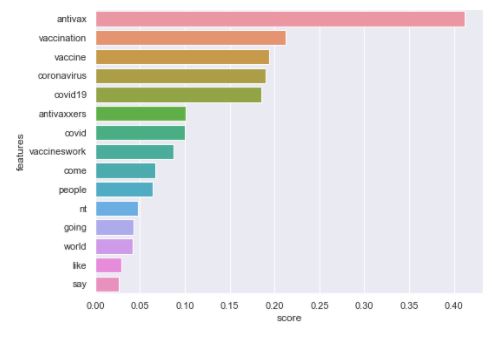 antivax
vaccination
vaccine
coronavirus
covid19
antivaxxers
covid
vaccineswork
come
people
nt
going
world
like
say
features
0.00 0.05 0.10 0.15 0.20 0.25 0.30 0.35 0.40
score